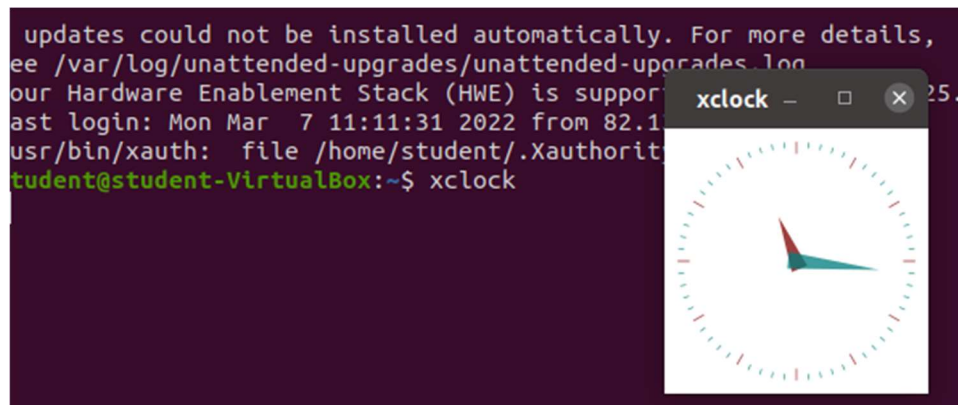 updates could not be installed automatically. For more details,
ee /var/log/unattended-upgrades/unattended-upgrades.log
our Hardware Enablement Stack (HWE) is suppor 25.
ast login: Mon Mar  7 11:11:31 2022 from 82.1
usr/bin/xauth:  file /home/student/.Xauthority
tudent@student-VirtualBox:~$ xclock
xclock